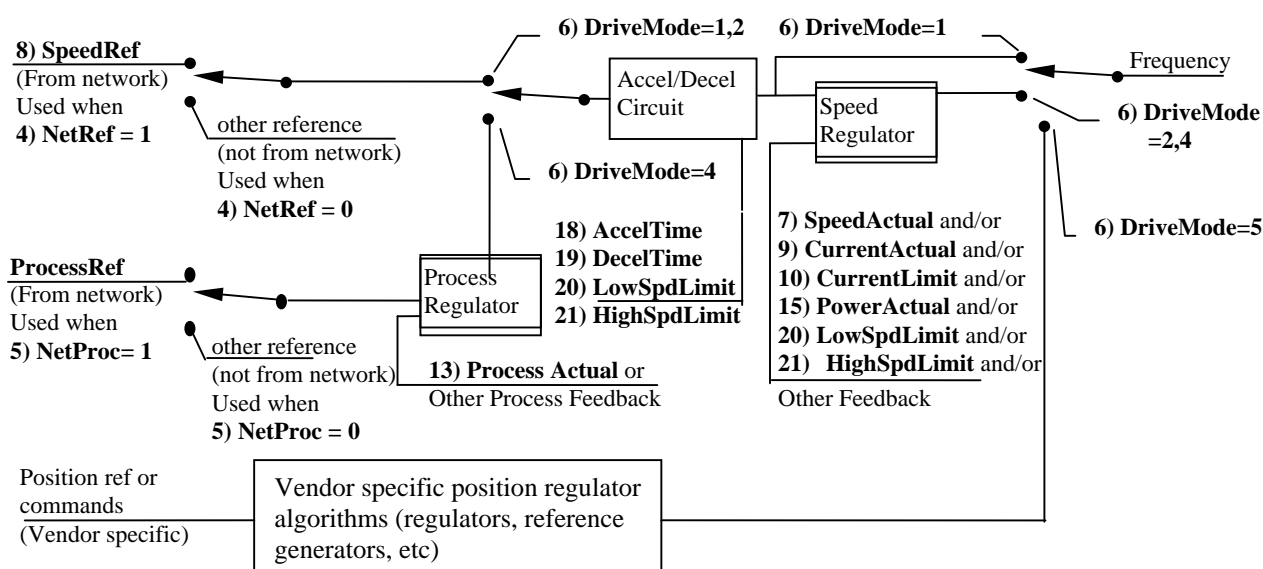 8) SpeedRef
(From network)
Used when
4) NetRef = 1
other reference
(not from network)
Used when
4) NetRef = 0
6) DriveMode=1,2
6) DriveMode=4
Accel/Decel
Circuit
18) AccelTime
19) DecelTime
20) LowSpdLimit
21) HighSpdLimit
6) DriveMode=1
Speed
Regulator
Frequency
6) DriveMode
=2,4
6) DriveMode=5
7) SpeedActual and/or
9) CurrentActual and/or
10) CurrentLimit and/or
15) PowerActual and/or
20) LowSpdLimit and/or
21) HighSpdLimit and/or
Other Feedback
ProcessRef
(From network)
Used when
5) NetProc= 1
other reference
(not from network)
Used when
5) NetProc = 0
Process
Regulator
13) Process Actual or
Other Process Feedback
Position ref or
commands
(Vendor specific)
Vendor specific position regulator
algorithms (regulators, reference
generators, etc)